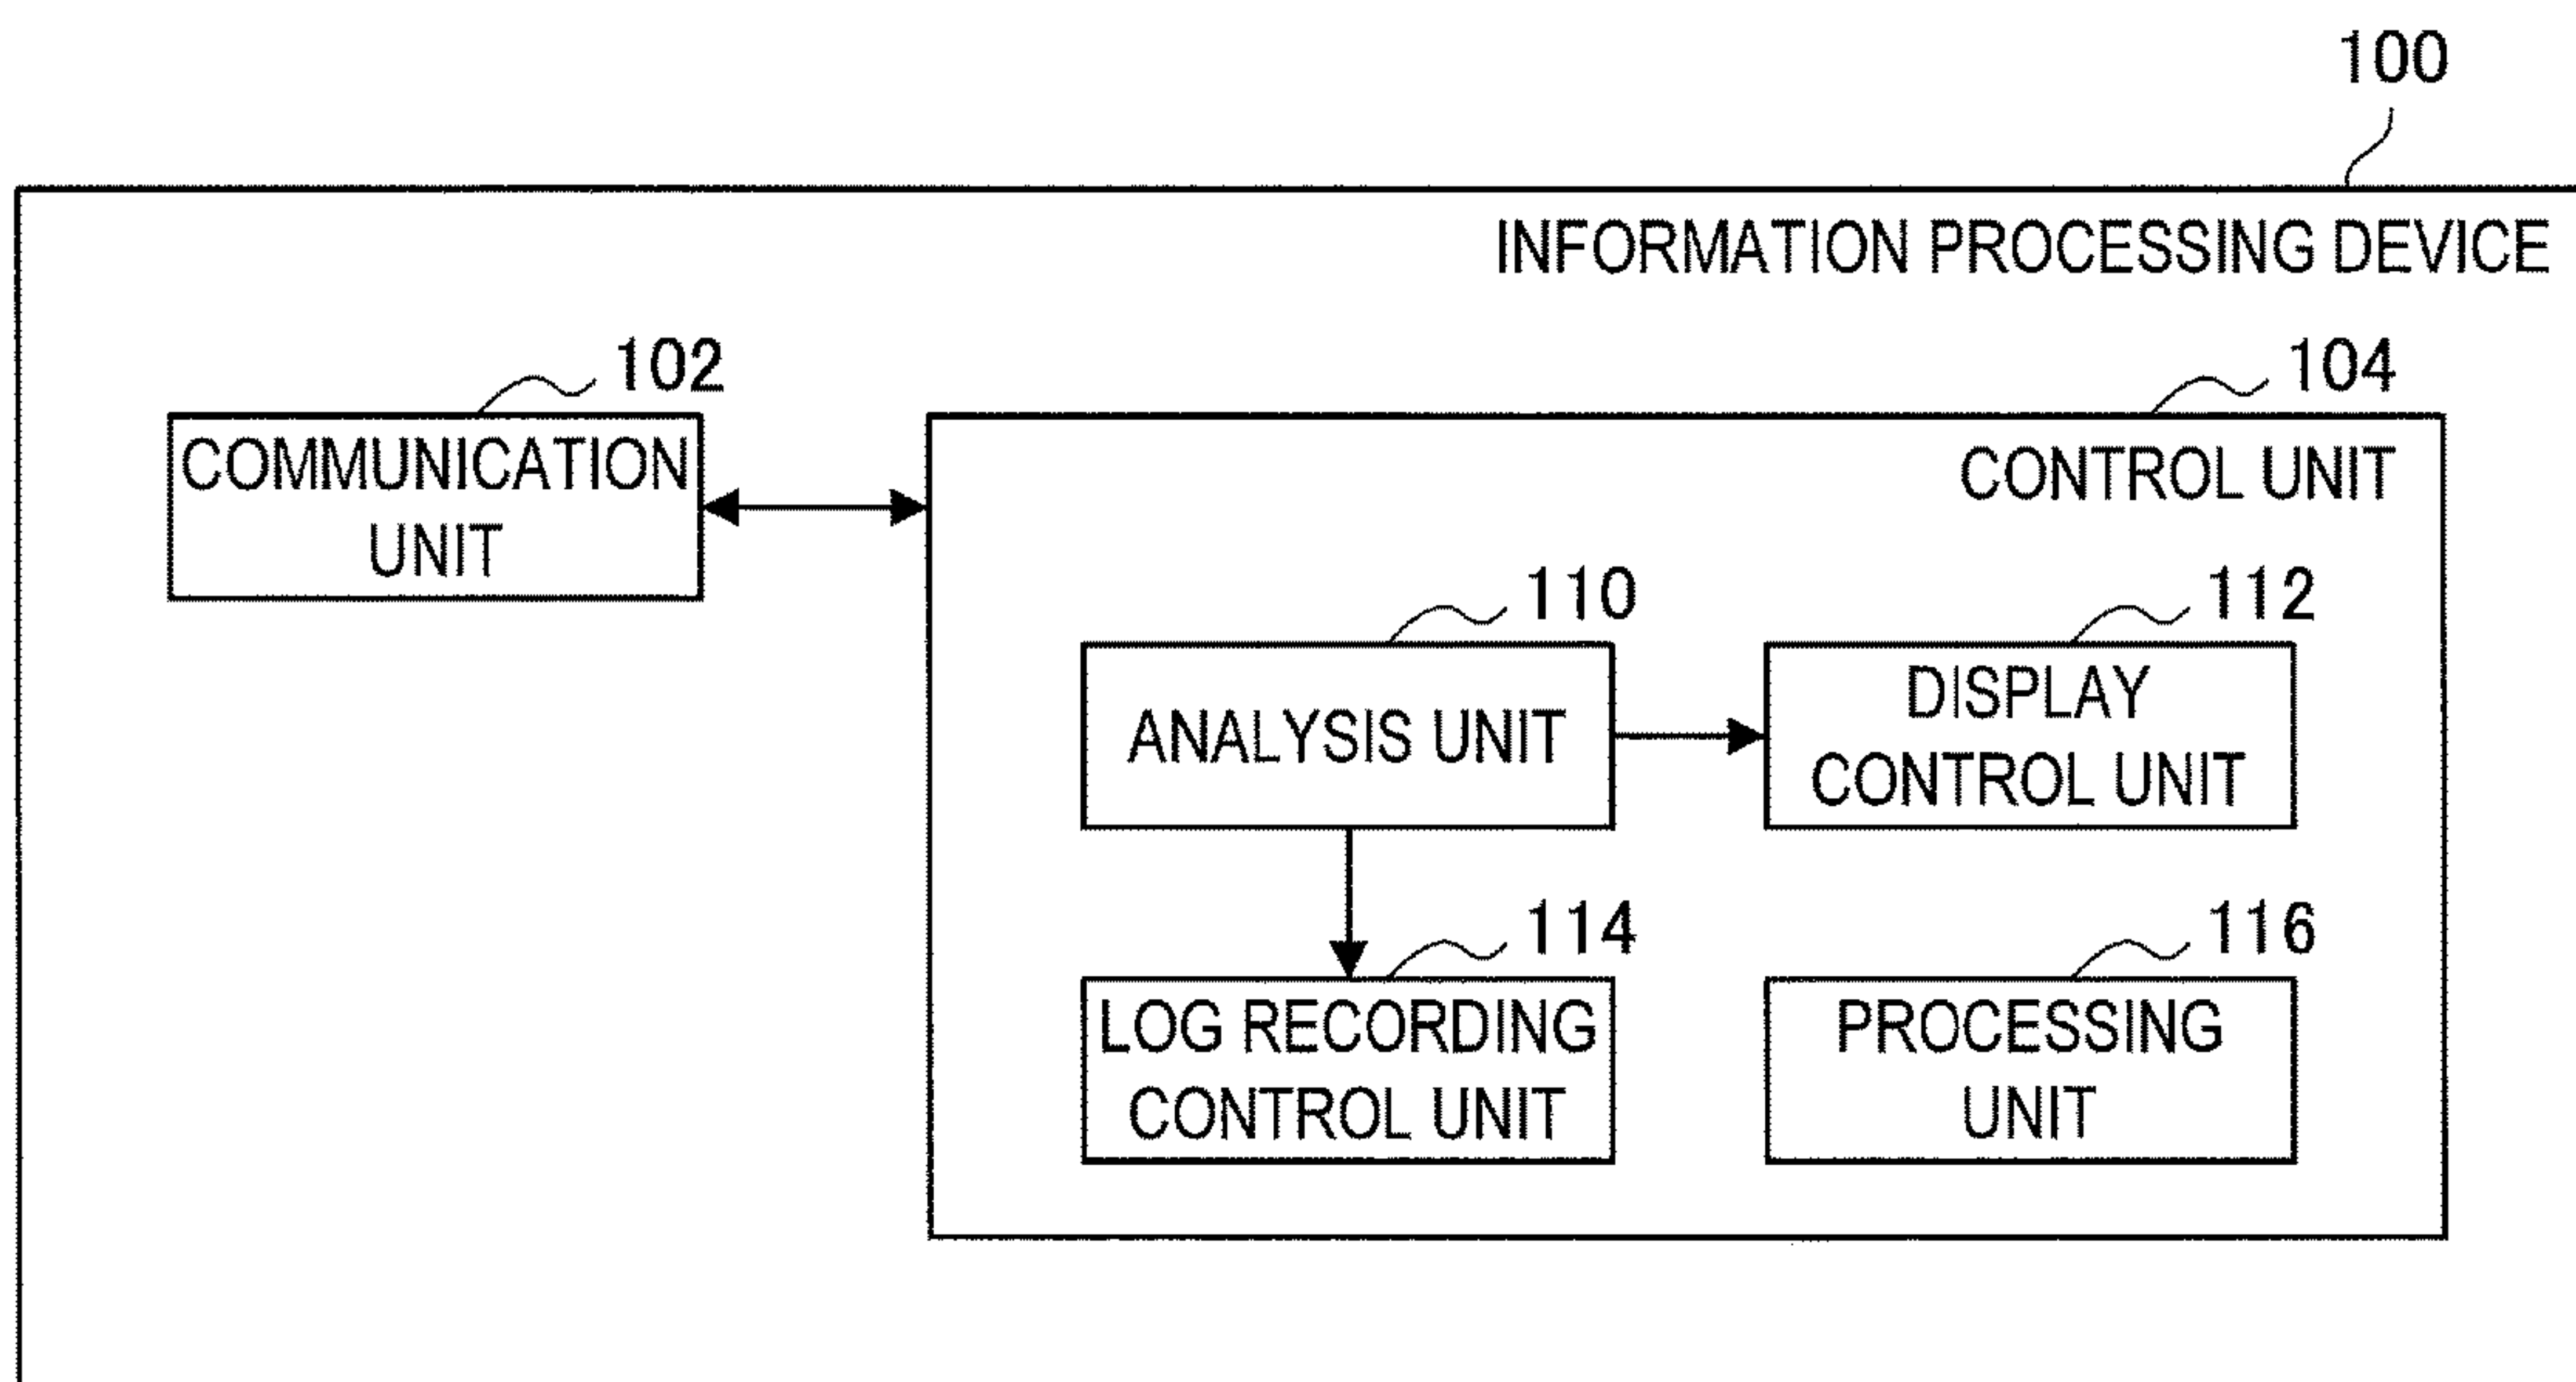 100
INFORMATION PROCESSING DEVICE
102
104
COMMUNICATION
UNIT
CONTROL UNIT
110
112
ANALYSIS UNIT
DISPLAY
CONTROL UNIT
114
116
LOG RECORDING
CONTROL UNIT
PROCESSING
UNIT